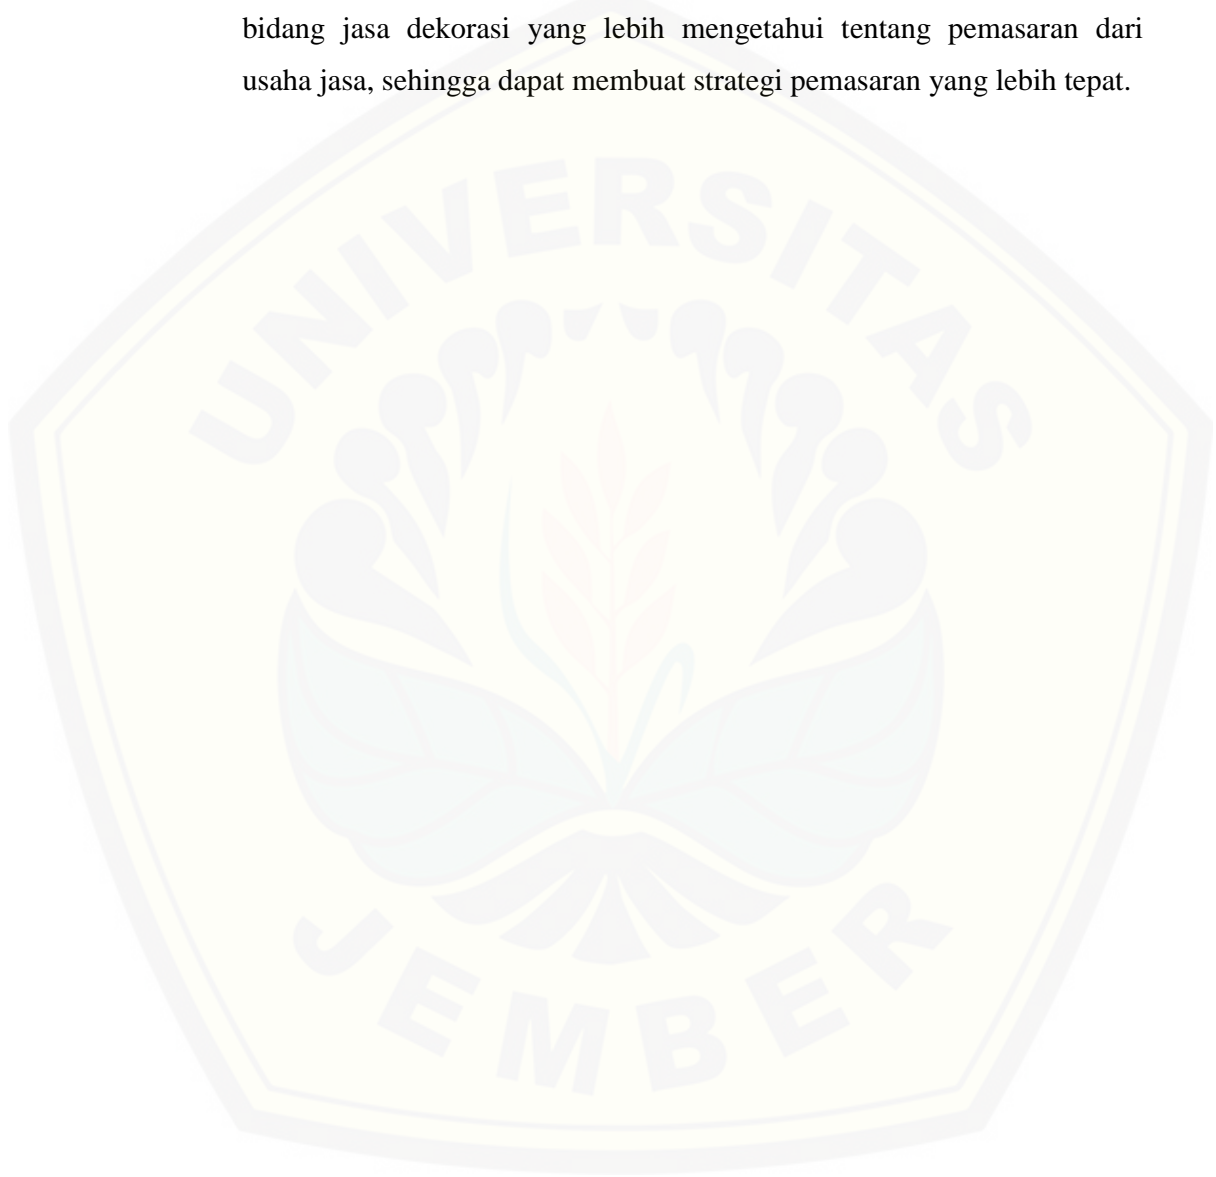 bidang jasa dekorasi yang lebih mengetahui tentang pemasaran dari
usaha jasa, sehingga dapat membuat strategi pemasaran yang lebih tepat.
UNIVERSITAS
JEMBER